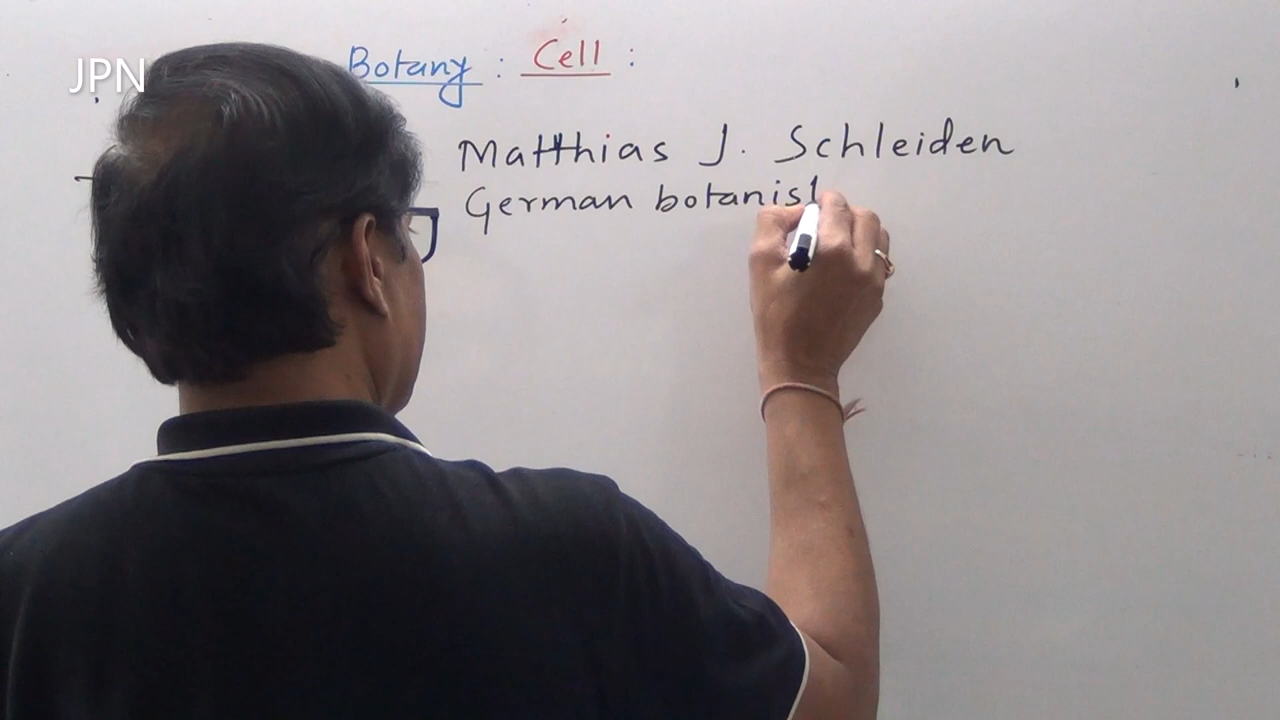 JPN
Botany : Cell :
Matthias J. Schleiden
German botanist